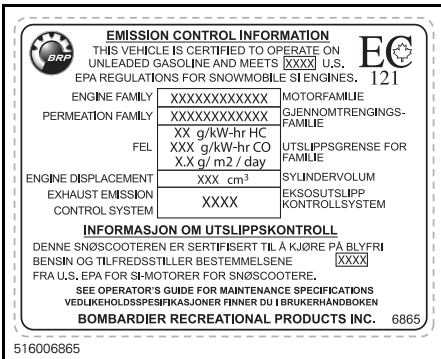 EMISSION CONTROL INFORMATION
THIS VEHICLE IS CERTIFIED TO OPERATE ON
UNLEADED GASOLINE AND MEETS XXXX U.S.
EPA REGULATIONS FOR SNOWMOBILE SI ENGINES.
BRP
EC
121
ENGINE FAMILY XXXXXXXXXXXX MOTORFAMILIE
PERMEATION FAMILY XXXXXXXXXXXX GJENNOMTRENGINGS-
FAMILIE
XX g/kW-hr HC
FEL XXX g/kW-hr CO UTSLIPPSGRENSE FOR
X.X g/ m2 / day FAMILIE
ENGINE DISPLACEMENT XXX cm³ SYLINDERVOLUM
EXHAUST EMISSION XXXX EKSOSUTSLIPP
CONTROL SYSTEM KONTROLLSYSTEM
INFORMASJON OM UTSLIPPSKONTROLL
DENNE SNØSCOOTEREN ER SERTIFISERT TIL Å KJØRE PÅ BLYFRI
BENSIN OG TILFREDSSTILLER BESTEMMELSENE XXXX
FRA U.S. EPA FOR SI-MOTORER FOR SNØSCOOTERE.
SEE OPERATOR'S GUIDE FOR MAINTENANCE SPECIFICATIONS
VEDLIKEHOLDSSPESIFIKASJONER FINNER DU I BRUKERHÅNDBOKEN
BOMBARDIER RECREATIONAL PRODUCTS INC. 6865
516006865